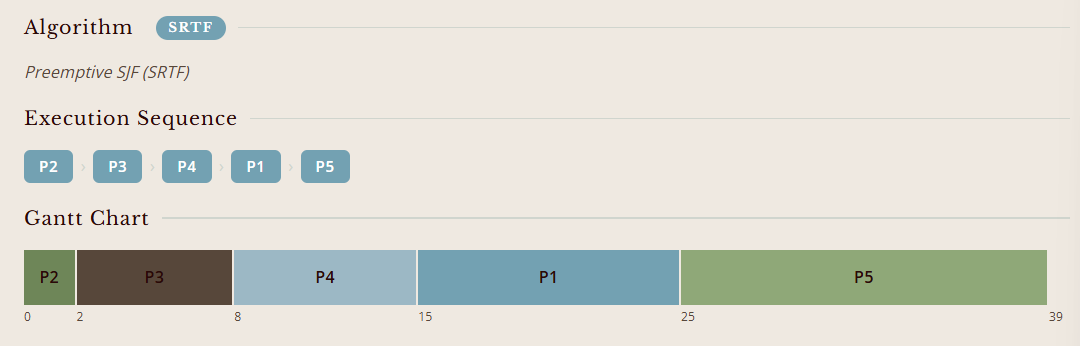 Algorithm SRTF
Preemptive SJF (SRTF)
Execution Sequence
P2 › P3 › P4 › P1 › P5
Gantt Chart
P2 P3 P4 P1 P5
0 2 8 15 25 39